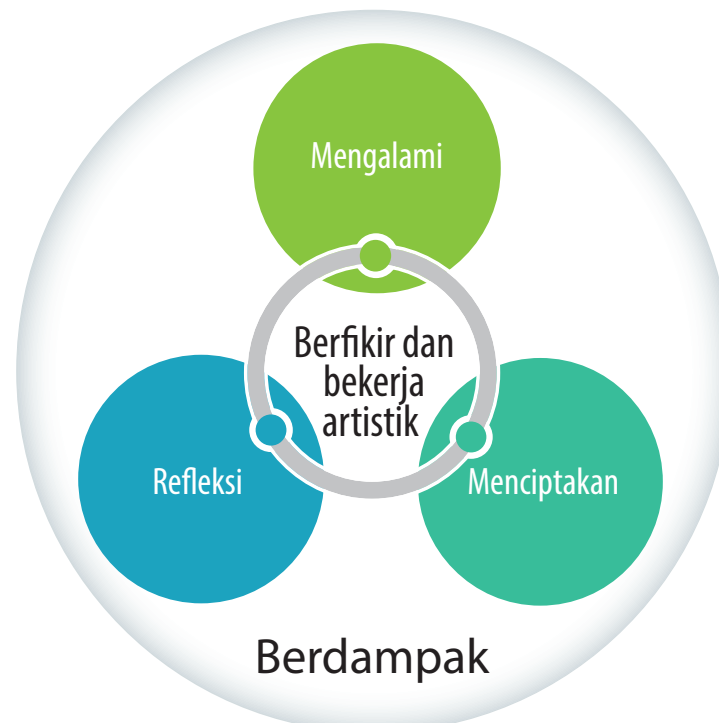 Mengalami
Berfikir dan
bekerja
artistik
Refleksi
Menciptakan
Berdampak